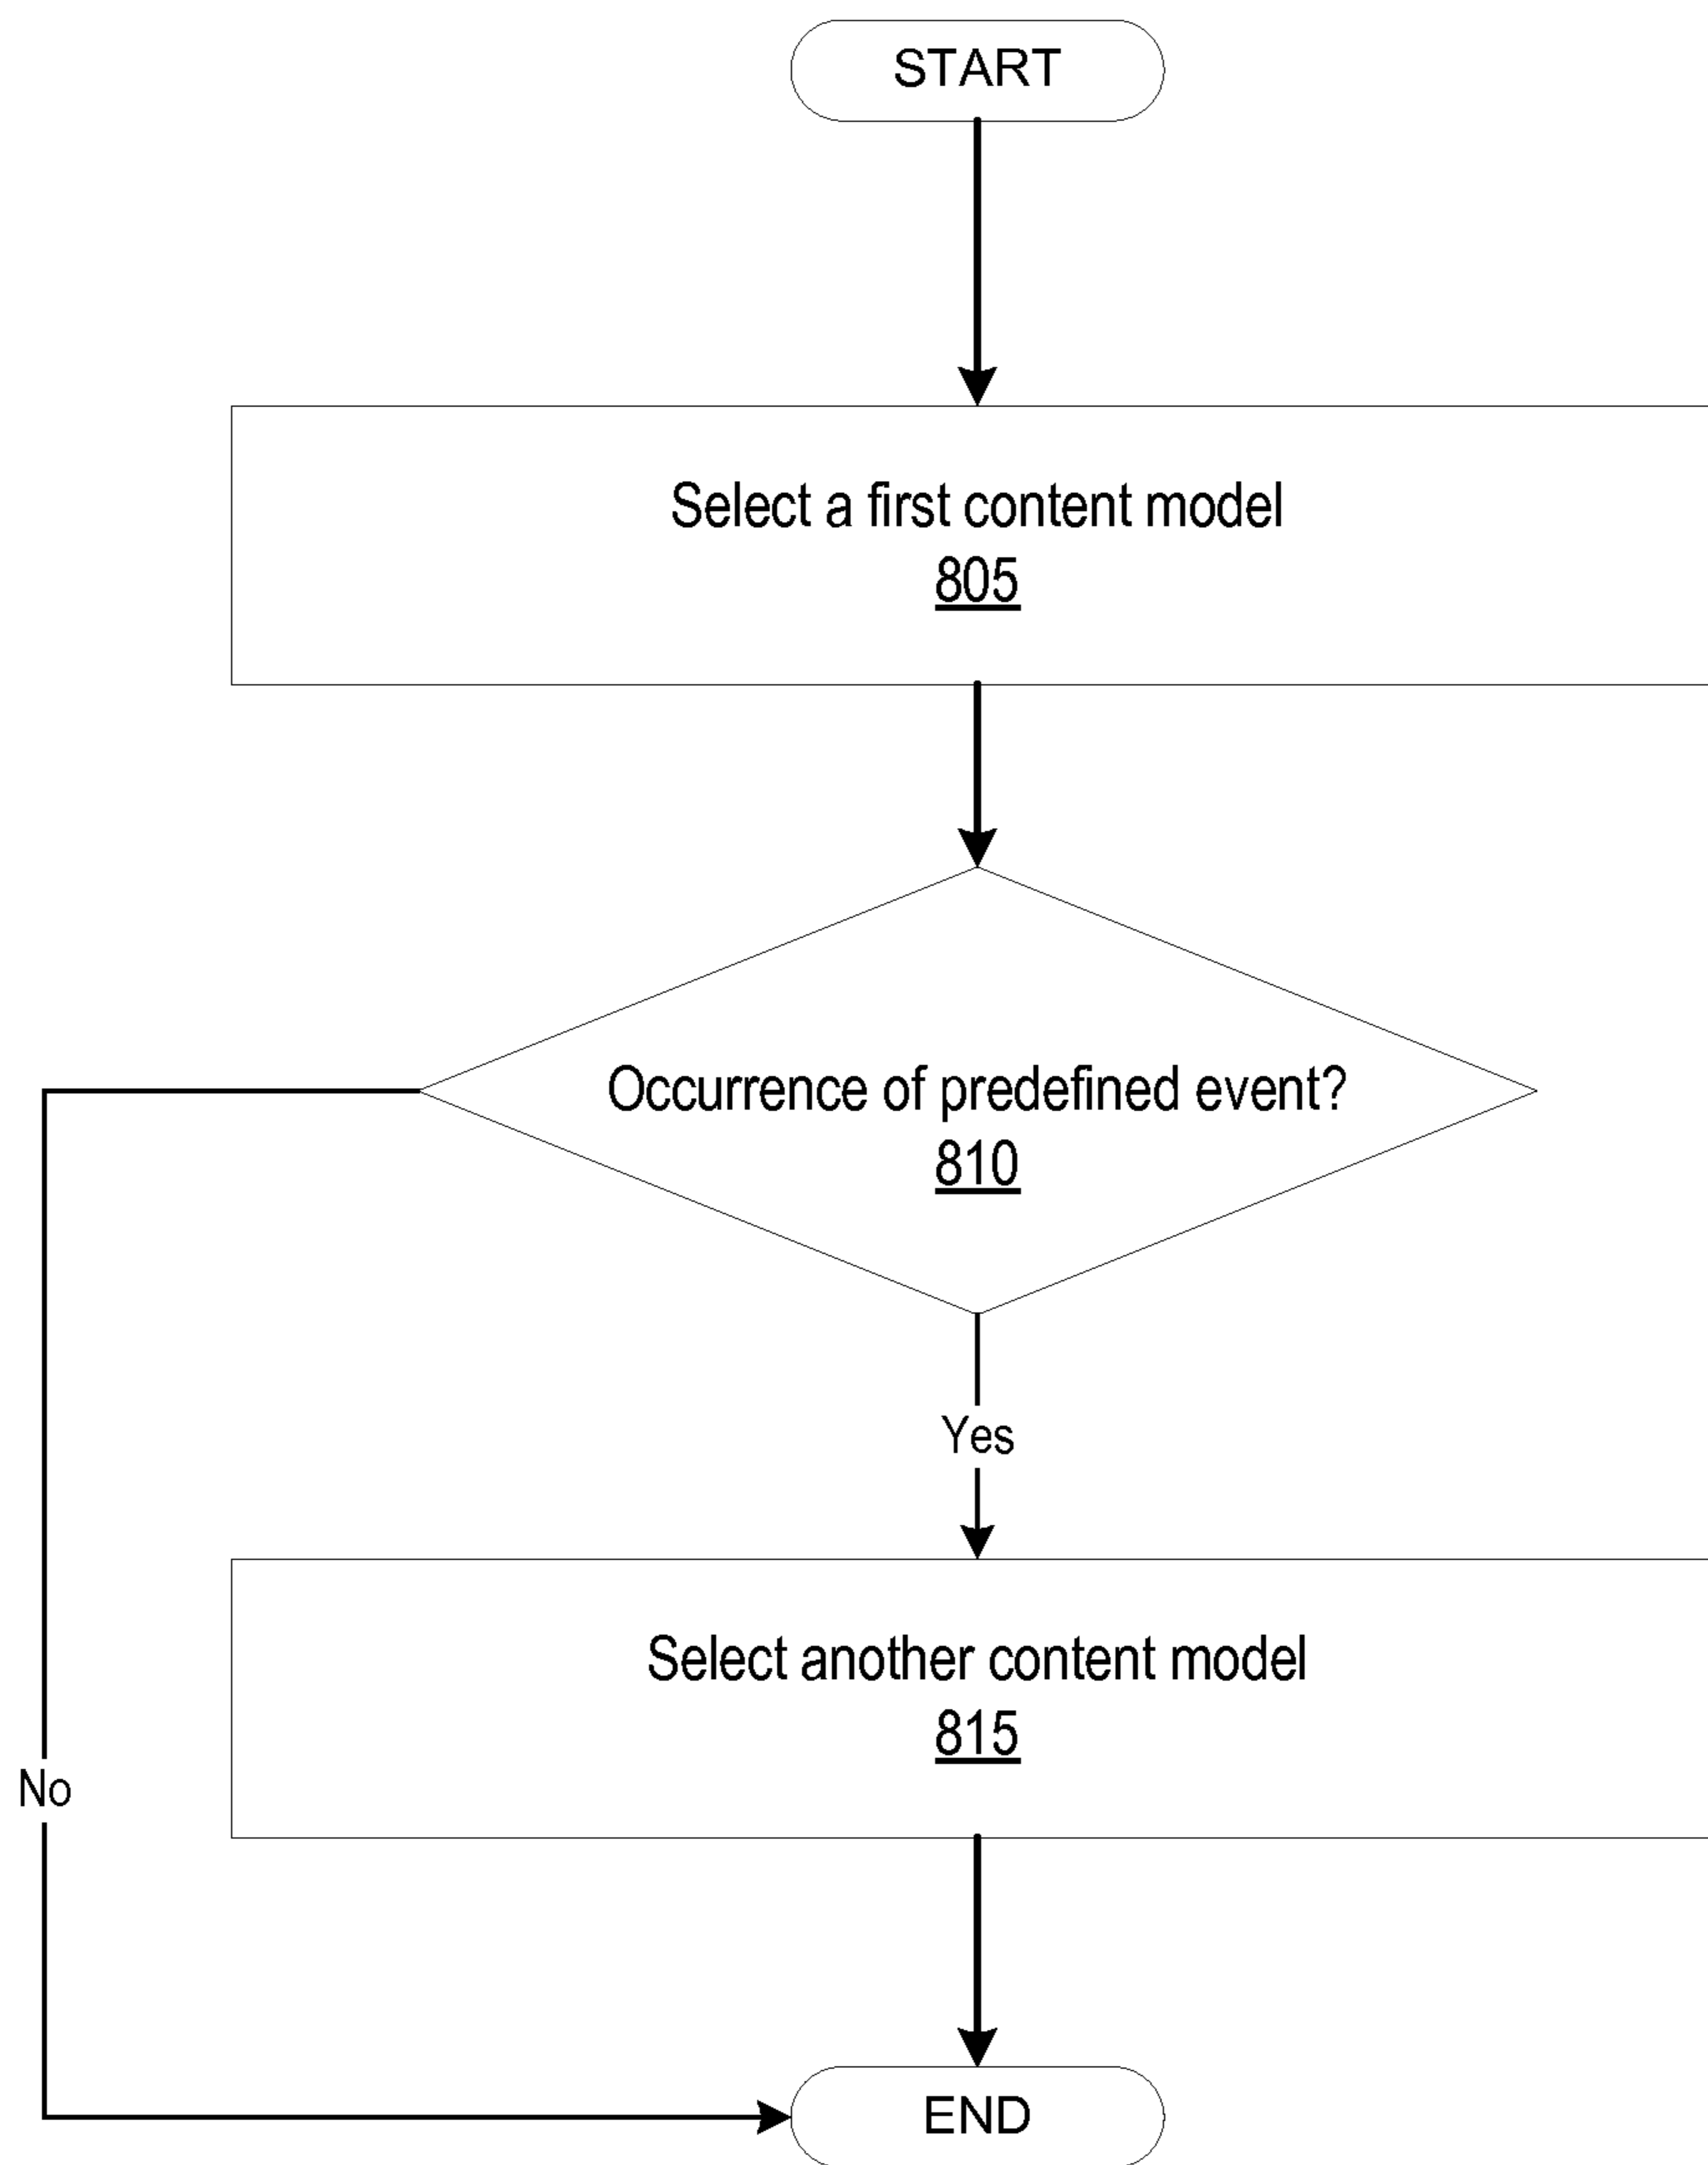 START
Select a first content model
805
Occurrence of predefined event?
810
Yes
Select another content model
815
No
END